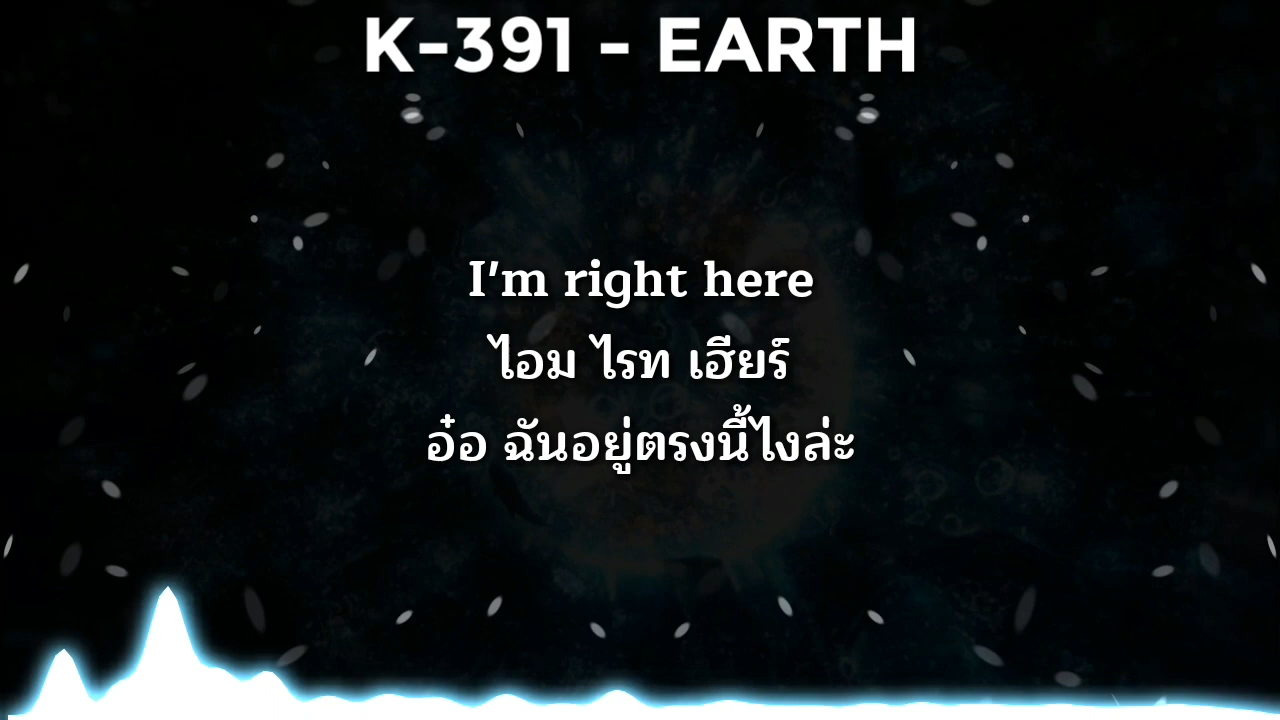 K-391 - EARTH
I'm right here
ไอม ไรท เฮียร์
อ๋อ ฉันอยู่ตรงนี้ไงล่ะ